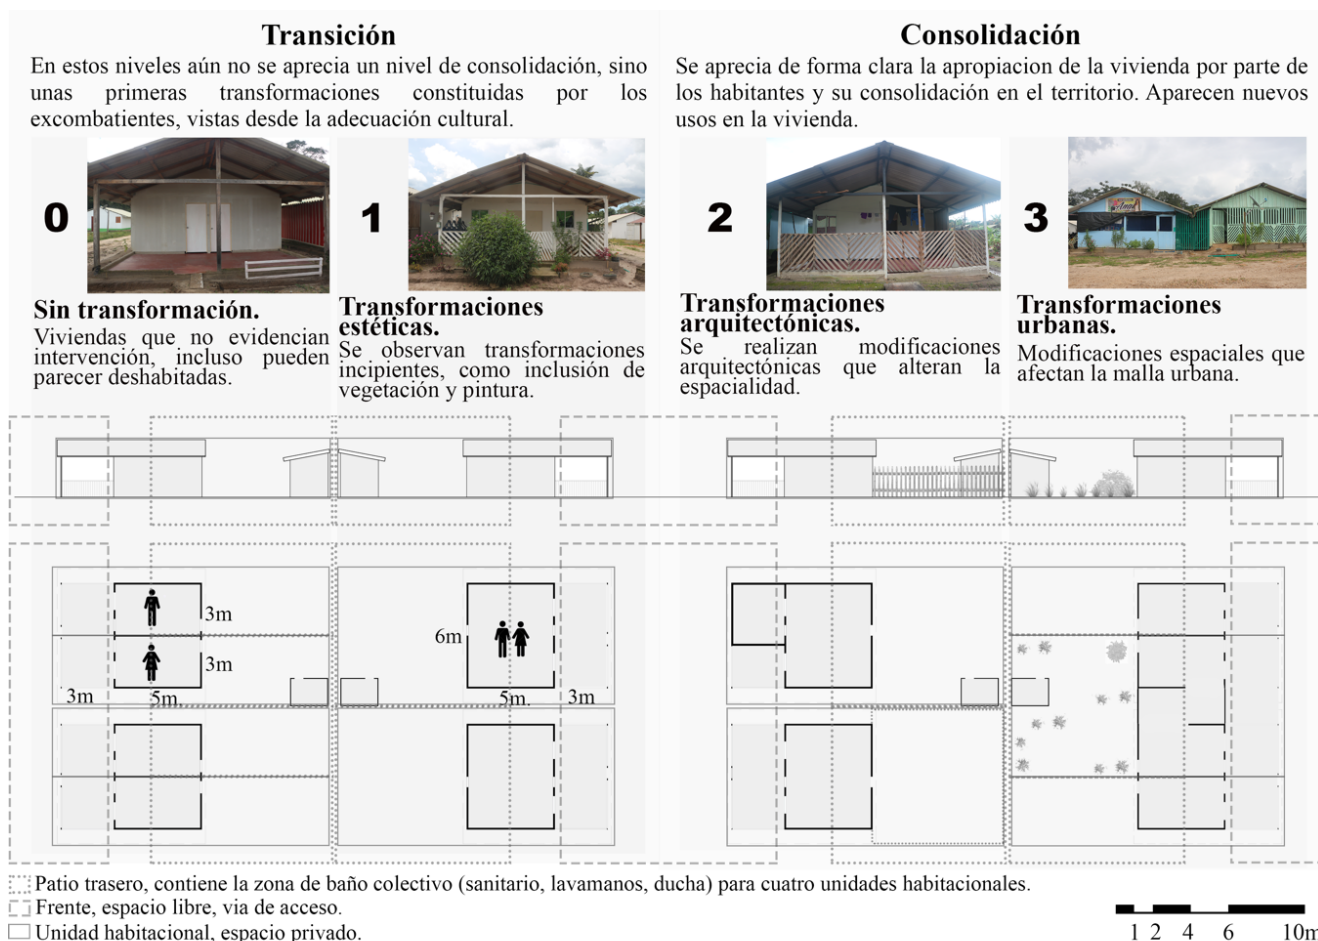 Transición
En estos niveles aún no se aprecia un nivel de consolidación, sino
unas primeras transformaciones constituidas por los
excombatientes, vistas desde la adecuación cultural.
0
Sin transformación.
Viviendas que no evidencian
intervención, incluso pueden
parecer deshabitadas.
1
Transformaciones
estéticas.
Se observan transformaciones
incipientes, como inclusión de
vegetación y pintura.
Consolidación
Se aprecia de forma clara la apropiacion de la vivienda por parte de
los habitantes y su consolidación en el territorio. Aparecen nuevos
usos en la vivienda.
2
Transformaciones
arquitectónicas.
Se realizan modificaciones
arquitectónicas que alteran la
espacialidad.
3
Transformaciones
urbanas.
Modificaciones espaciales que
afectan la malla urbana.
3m
3m
3m
5m.
6m
5m.
3m
Patio trasero, contiene la zona de baño colectivo (sanitario, lavamanos, ducha) para cuatro unidades habitacionales.
Frente, espacio libre, via de acceso.
Unidad habitacional, espacio privado.
1 2 4 6 10m